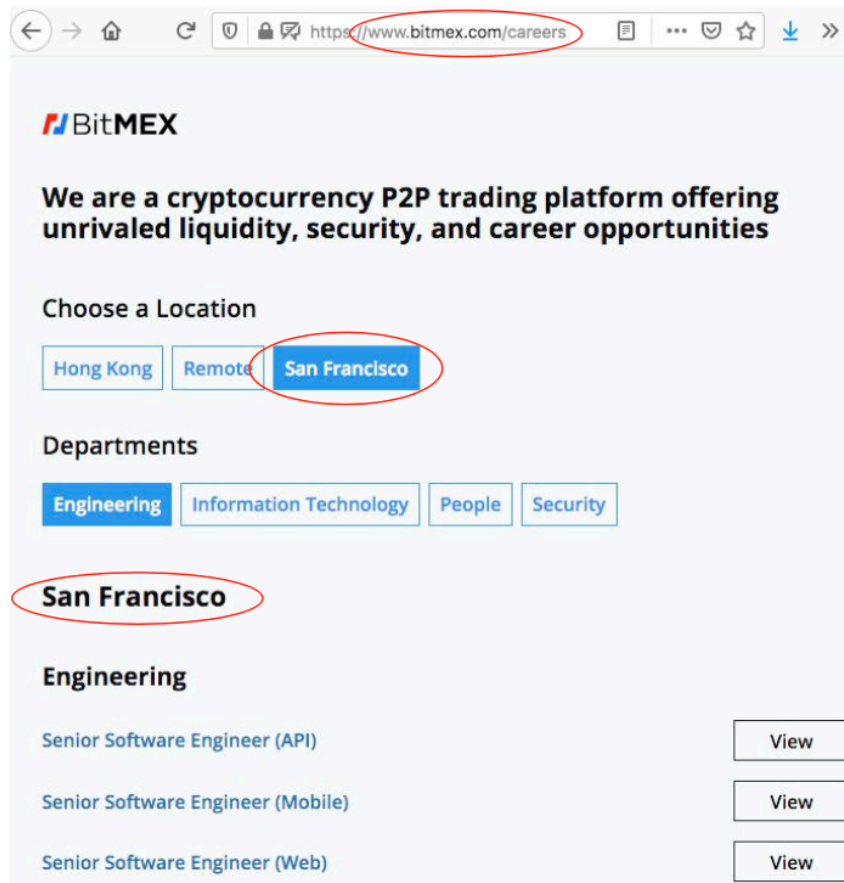 https://www.bitmex.com/careers
BitMEX
We are a cryptocurrency P2P trading platform offering
unrivaled liquidity, security, and career opportunities
Choose a Location
Hong Kong Remote San Francisco
Departments
Engineering Information Technology People Security
San Francisco
Engineering
Senior Software Engineer (API) View
Senior Software Engineer (Mobile) View
Senior Software Engineer (Web) View